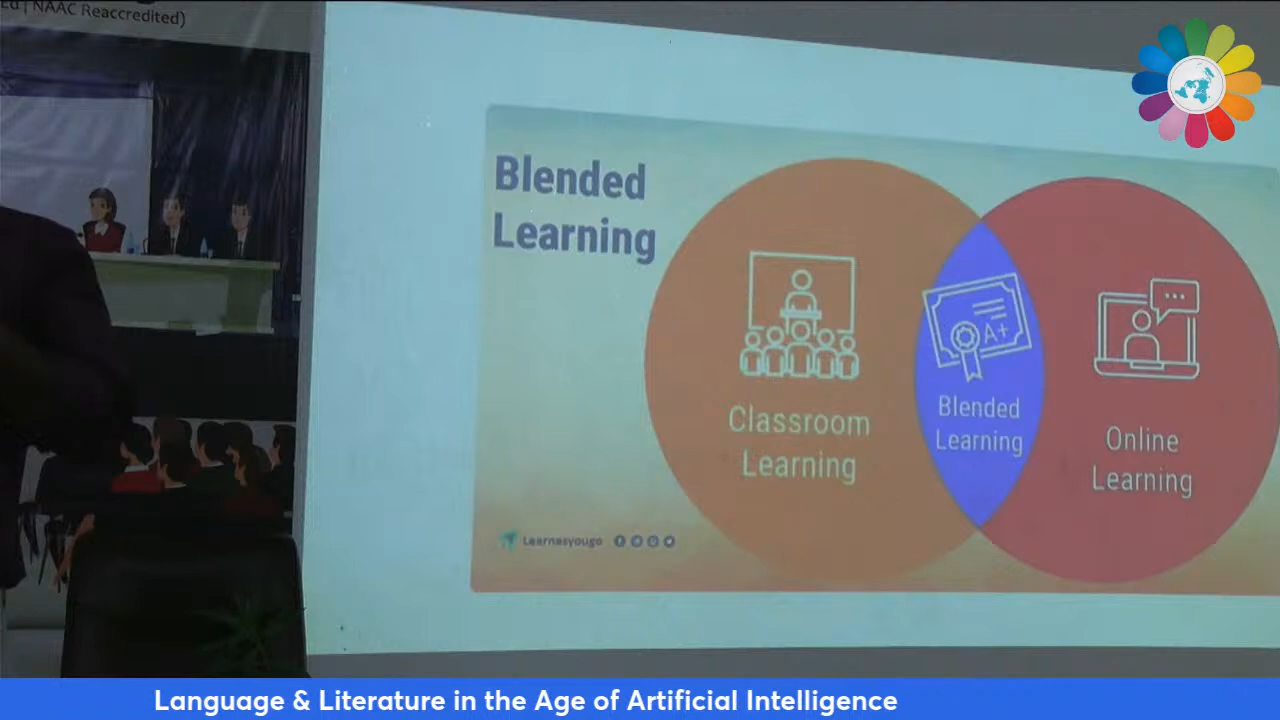 Ed | NAAC Reaccredited)
Blended
Learning
Classroom
Learning
A+
Blended
Learning
Online
Learning
Learnasyougo
Language & Literature in the Age of Artificial Intelligence